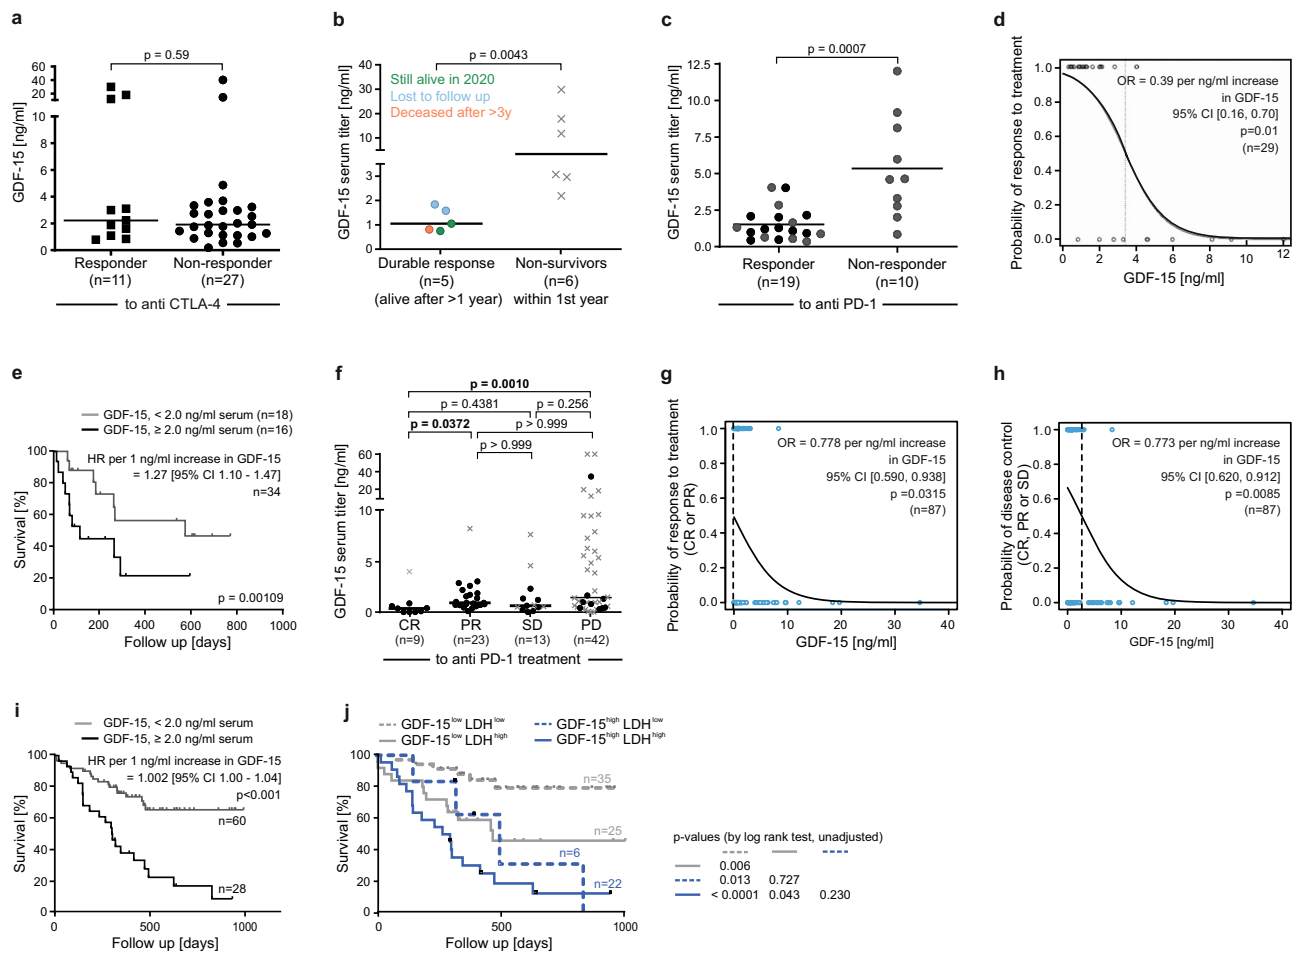 a
p = 0.59
GDF-15 [ng/ml]
60
40
20
10
8
6
4
2
0
Responder
(n=11)
Non-responder
(n=27)
to anti CTLA-4
b
p = 0.0043
GDF-15 serum titer [ng/ml]
40
30
20
10
3
2
1
0
Still alive in 2020
Lost to follow up
Deceased after >3y
Durable response
(n=5)
(alive after >1 year)
Non-survivors
(n=6)
within 1st year
c
p = 0.0007
GDF-15 serum titer [ng/ml]
12.5
10.0
7.5
5.0
2.5
0.0
Responder
(n=19)
Non-responder
(n=10)
to anti PD-1
d
Probability of response to treatment
1.0
0.8
0.6
0.4
0.2
0.0
OR = 0.39 per ng/ml increase
in GDF-15
95% CI [0.16, 0.70]
p=0.01
(n=29)
0 2 4 6 8 10 12
GDF-15 [ng/ml]
e
GDF-15, < 2.0 ng/ml serum (n=18)
GDF-15, ≥ 2.0 ng/ml serum (n=16)
HR per 1 ng/ml increase in GDF-15
= 1.27 [95% CI 1.10 - 1.47]
n=34
Survival [%]
100
80
60
40
20
0
p = 0.00109
0 200 400 600 800 1000
Follow up [days]
f
p = 0.0010
p = 0.4381
p = 0.256
p = 0.0372
p > 0.999
p > 0.999
GDF-15 serum titer [ng/ml]
60
40
20
10
5
0
CR
(n=9)
PR
(n=23)
SD
(n=13)
PD
(n=42)
to anti PD-1 treatment
g
Probability of response to treatment
(CR or PR)
1.0
0.8
0.6
0.4
0.2
0.0
OR = 0.778 per ng/ml increase
in GDF-15
95% CI [0.590, 0.938]
p =0.0315
(n=87)
0 10 20 30 40
GDF-15 [ng/ml]
h
Probability of disease control
(CR, PR or SD)
1.0
0.8
0.6
0.4
0.2
0.0
OR = 0.773 per ng/ml increase
in GDF-15
95% CI [0.620, 0.912]
p =0.0085
(n=87)
0 10 20 30 40
GDF-15 [ng/ml]
i
GDF-15, < 2.0 ng/ml serum
GDF-15, ≥ 2.0 ng/ml serum
HR per 1 ng/ml increase in GDF-15
= 1.002 [95% CI 1.00 - 1.04]
p<0.001
n=60
n=28
Survival [%]
100
80
60
40
20
0
0 500 1000
Follow up [days]
j
GDF-15low LDHlow
GDF-15high LDHlow
GDF-15low LDHhigh
GDF-15high LDHhigh
Survival [%]
100
80
60
40
20
0
n=35
n=25
n=6
n=22
0 500 1000
Follow up [days]
p-values (by log rank test, unadjusted)
0.006
0.013 0.727
< 0.0001 0.043 0.230